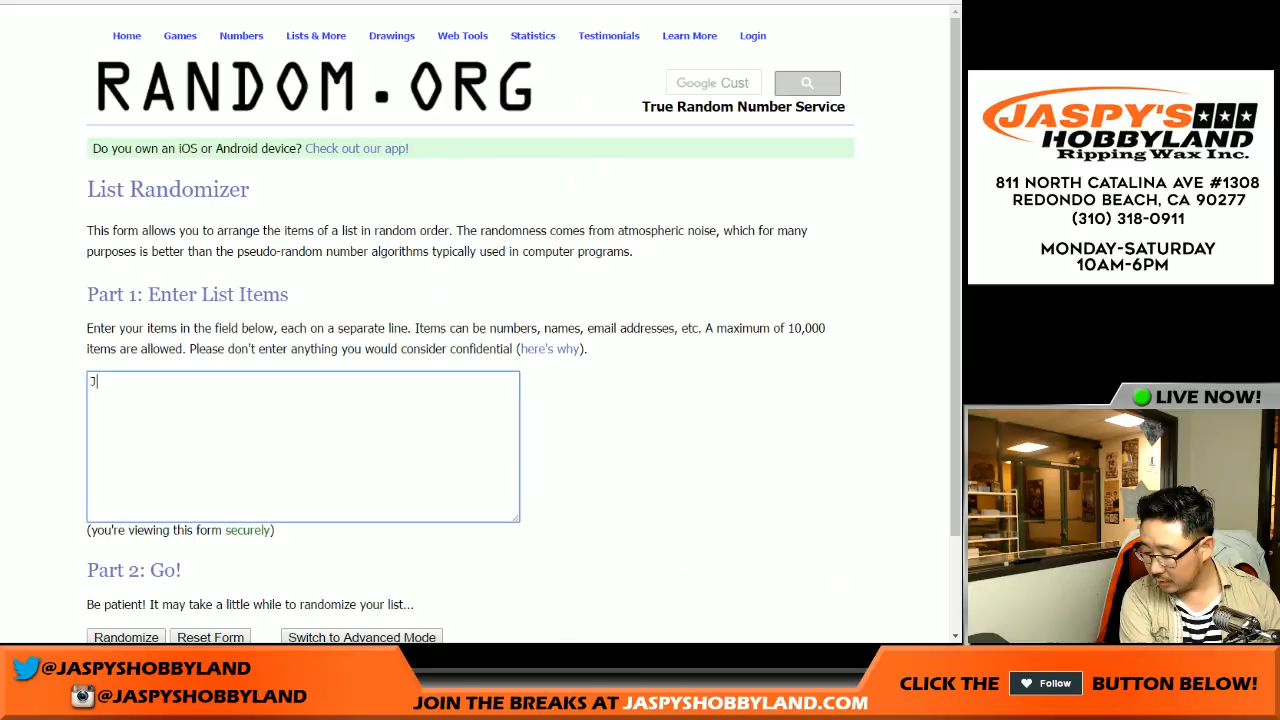 Home Games Numbers Lists & More Drawings Web Tools Statistics Testimonials Learn More Login
RANDOM.ORG
Google Cust
True Random Number Service
Do you own an iOS or Android device? Check out our app!
List Randomizer
This form allows you to arrange the items of a list in random order. The randomness comes from atmospheric noise, which for many
purposes is better than the pseudo-random number algorithms typically used in computer programs.
Part 1: Enter List Items
Enter your items in the field below, each on a separate line. Items can be numbers, names, email addresses, etc. A maximum of 10,000
items are allowed. Please don't enter anything you would consider confidential (here's why).
J
(you're viewing this form securely)
Part 2: Go!
Be patient! It may take a little while to randomize your list...
Randomize Reset Form Switch to Advanced Mode
JASPY'S
HOBBYLAND
Ripping Wax Inc.
811 NORTH CATALINA AVE #1308
REDONDO BEACH, CA 90277
(310) 318-0911
MONDAY-SATURDAY
10AM-6PM
LIVE NOW!
@JASPYSHOBBYLAND
@JASPYSHOBBYLAND
JOIN THE BREAKS AT JASPYSHOBBYLAND.COM
CLICK THE Follow BUTTON BELOW!